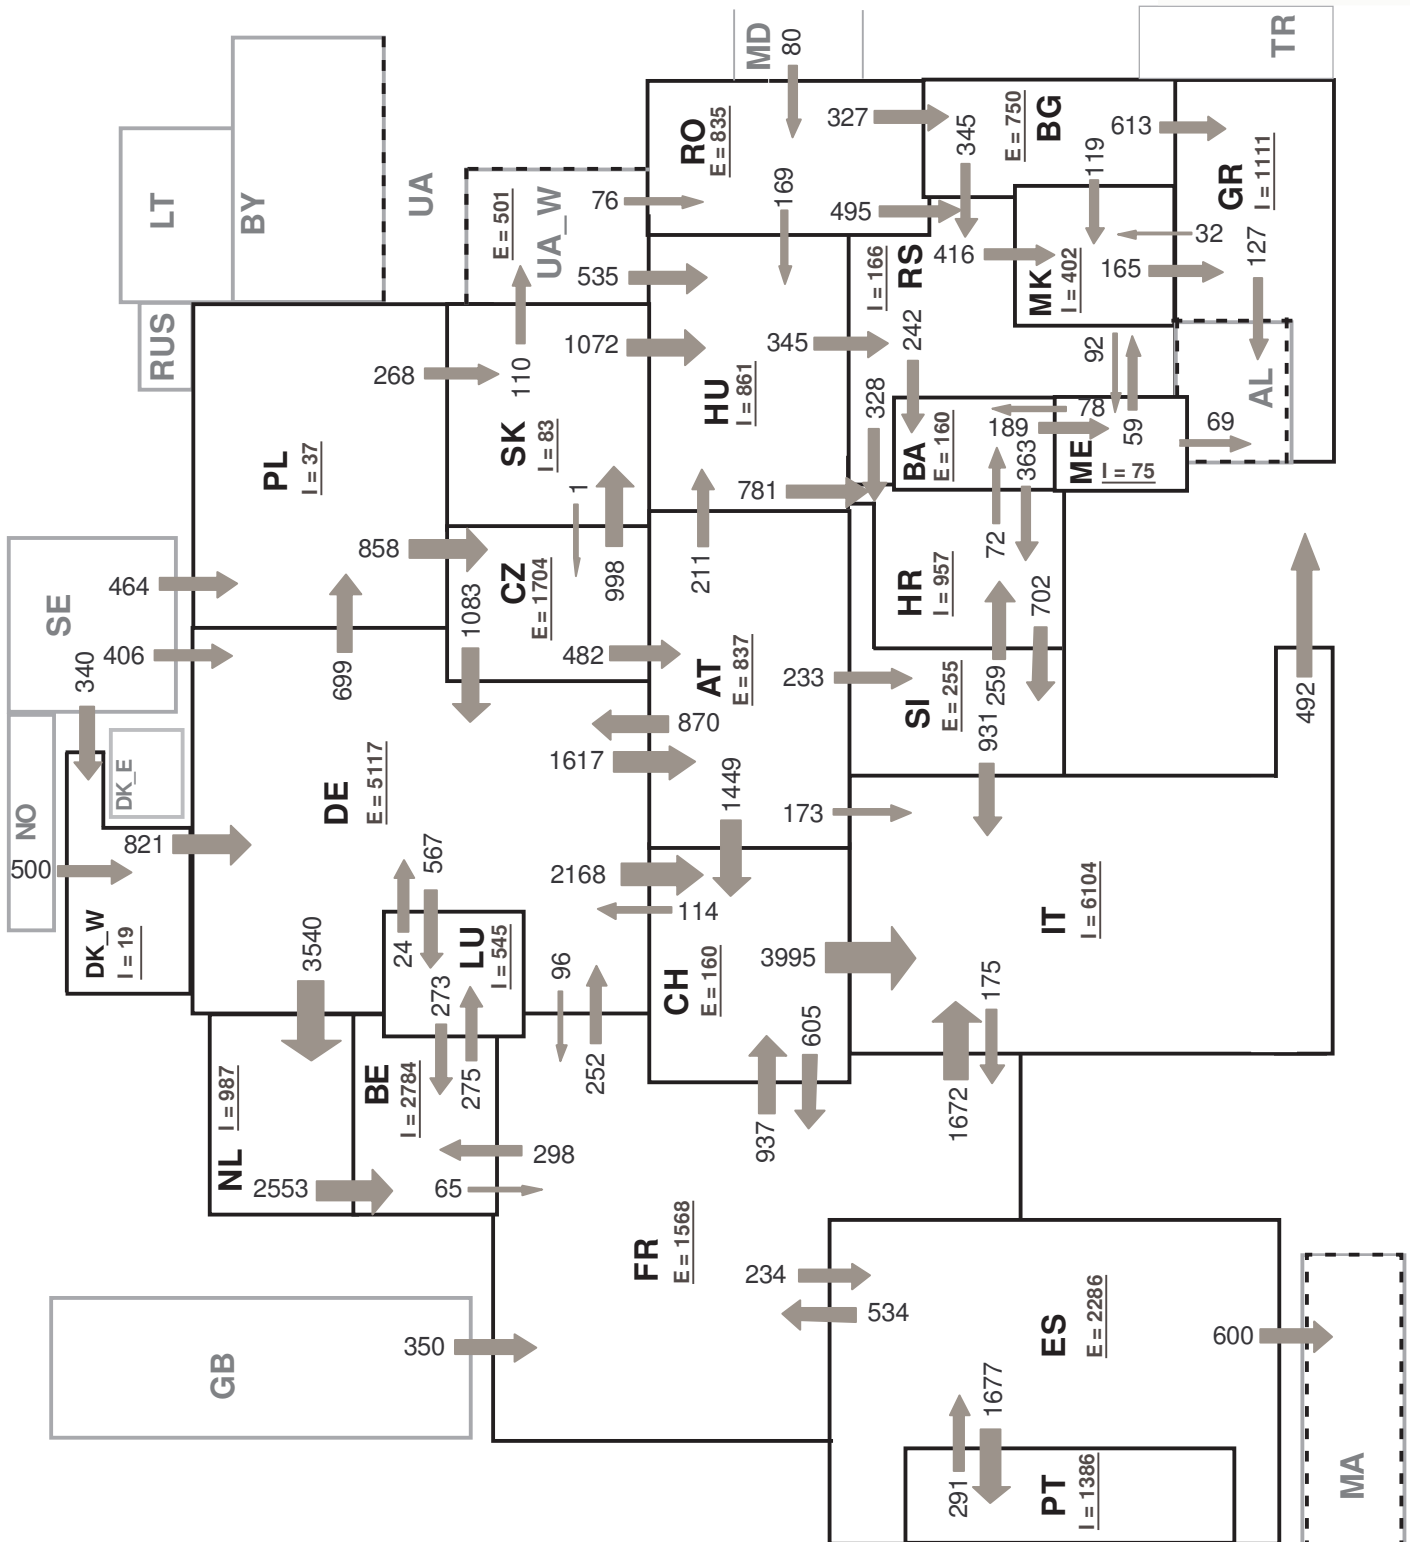 MD
80
TR
LT
BY
UA
RO
E = 835
327
345
E = 750
BG
613
GR
I = 1111
119
E = 501
UA_W
76
169
495
416
32
127
165
MK
I = 402
RUS
535
I = 166
RS
1072
345
242
92
268
110
HU
I = 861
328
78
AL
69
PL
I = 37
SK
I = 83
BA
E = 160
189
363
59
ME
I = 75
1
781
SE
464
858
1083
CZ
E = 1704
998
211
HR
I = 957
72
702
406
340
699
482
AT
E = 837
233
SI
E = 255
259
931
492
870
1617
NO
DK_E
DE
E = 5117
1449
173
821
500
567
2168
114
DK_W
I = 19
3540
24
LU
I = 545
273
96
CH
E = 160
3995
IT
I = 6104
175
605
NL
I = 987
BE
I = 2784
275
252
937
1672
2553
298
65
FR
E = 1568
234
534
ES
E = 2286
600
GB
350
1677
291
PT
I = 1386
MA